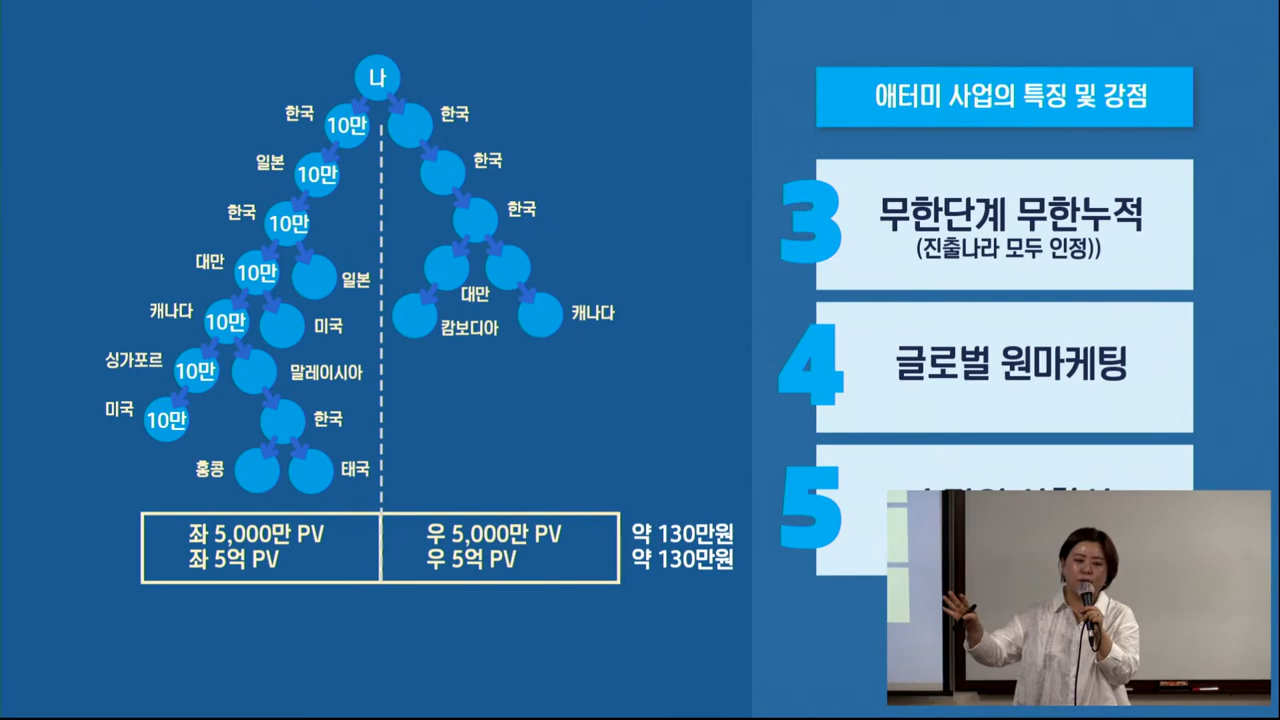 나
한국
10만
한국
일본
10만
한국
한국
10만
한국
대만
10만
일본
대만
캐나다
10만
미국
캄보디아
캐나다
싱가포르
10만
말레이시아
미국
10만
한국
홍콩
태국
좌 5,000만 PV
우 5,000만 PV
약 130만원
좌 5억 PV
우 5억 PV
약 130만원
애터미 사업의 특징 및 강점
3
무한단계 무한누적
(진출나라 모두 인정))
4
글로벌 원마케팅
5